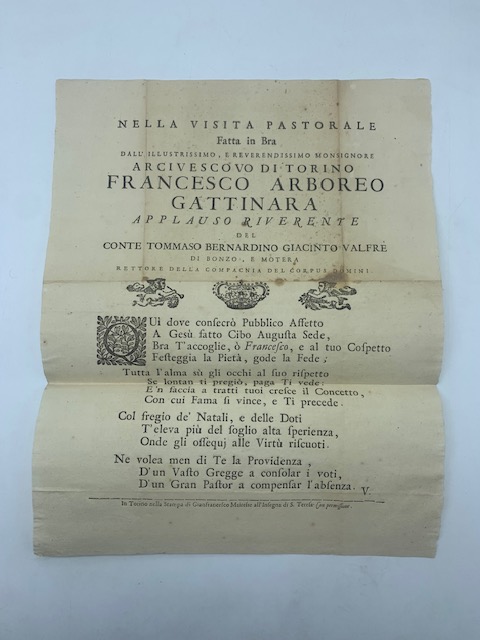 NELLA VISITA PASTORALE
Fatta in Bra
DALL'ILLUSTRISSIMO, E REVERENDISSIMO MONSIGNORE
ARCIVESCOVO DI TORINO
FRANCESCO ARBOREO
GATTINARA
APPLAUSO RIVERENTE
DEL
CONTE TOMMASO BERNARDINO GIACINTO VALFRÈ
DI BONZO, E MOTERA
RETTORE DELLA COMPAGNIA DEL CORPUS DOMINI.
QUi dove consecrò Pubblico Affetto
A Gesù fatto Cibo Augusta Sede,
Bra T'accoglie, ò Francesco, e al tuo Cospetto
Festeggia la Pietà, gode la Fede;
Tutta l'alma sù gli occhi al suo rispetto
Se lontan ti pregiò, paga Ti vede:
E'n faccia a tratti tuoi cresce il Concetto,
Con cui Fama si vince, e Ti precede.
Col fregio de' Natali, e delle Doti
T'eleva più del soglio alta sperienza,
Onde gli ossequj alle Virtù riscuoti.
Ne volea men di Te la Providenza,
D'un Vasto Gregge a consolar i voti,
D'un Gran Pastor a compensar l'absenza.
V.
In Torino nella Stampa di Gianfrancesco Mairesse all'Insegna di S. Teresa Con permissione.